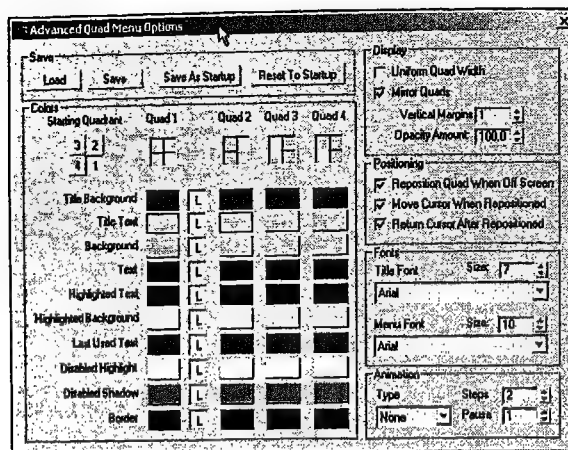 Advanced Quad Menu Options
Save
Load Save Save As Startup Reset To Startup
Colors
Starting Quadrant Quad 1 Quad 2 Quad 3 Quad 4
3 2
4 1
Title Background L
Title Text L
Background L
Text L
Highlighted Text L
Highlighted Background L
Last Used Text L
Disabled Highlight L
Disabled Shadow L
Border L
Display
Uniform Quad Width
Mirror Quads
Vertical Margins 1
Opacity Amount: 100.0
Positioning
Reposition Quad When Off Screen
Move Cursor When Repositioned
Return Cursor After Repositioned
Fonts
Title Font Size: 7
Arial
Menu Font Size: 10
Arial
Animation
Type Steps 2
None Pause 1